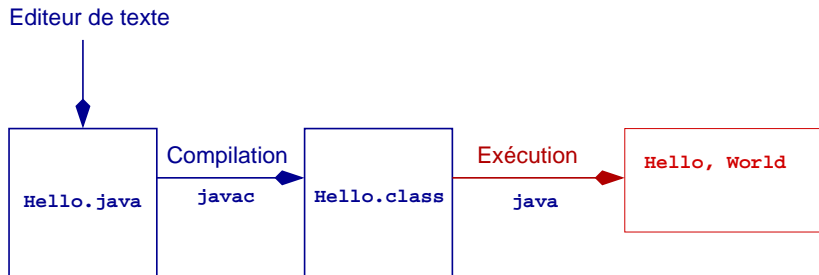 Editeur de texte
Compilation
Exécution
Hello, World
Hello.java
javac
Hello.class
java